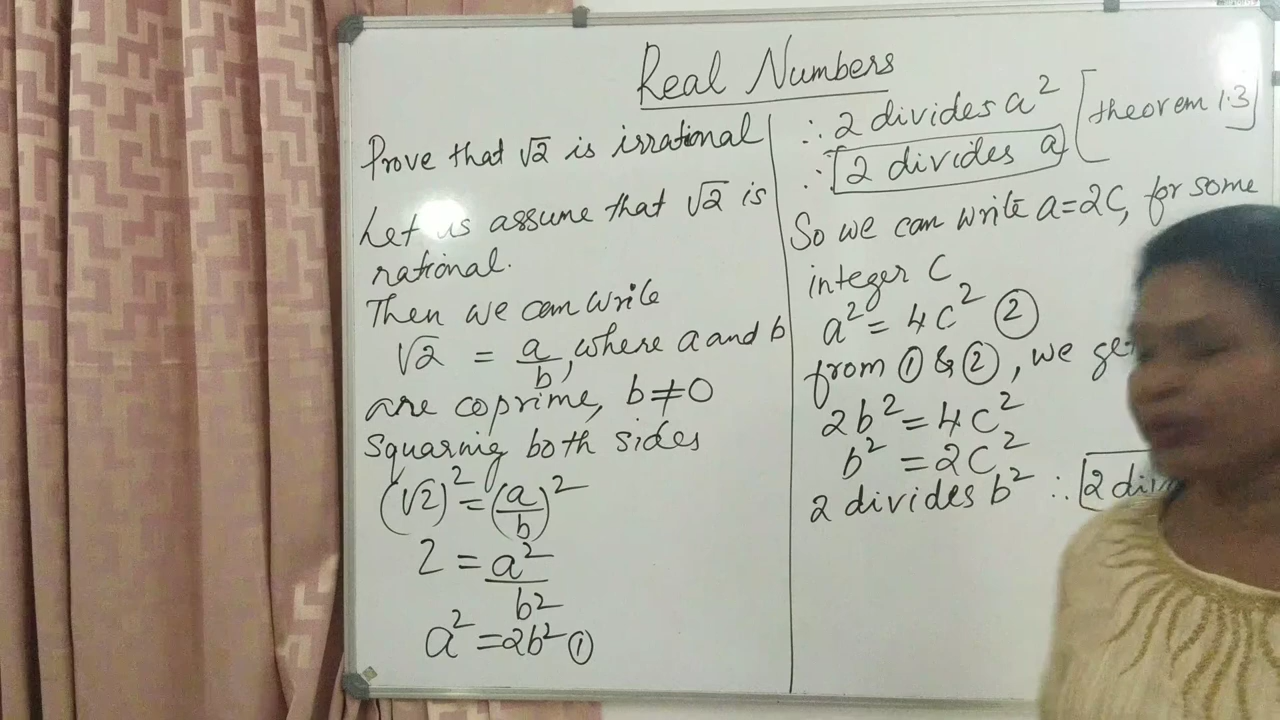 Real Numbers
Prove that √2 is irrational
Let us assume that √2 is
rational.
Then we can write
√2 = a/b, where a and b
are coprime, b≠0
Squaring both sides
(√2)² = (a/b)²
2 = a²/b²
a² = 2b² ①
∴ 2 divides a²
∴ 2 divides a [theorem 1.3]
So we can write a=2c, for some
integer c
a² = 4c² ②
from ① & ②, we
2b² = 4c²
b² = 2c²
2 divides b² ∴ 2